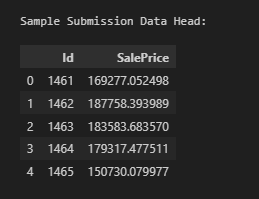 Sample Submission Data Head:
Id SalePrice
0 1461 169277.052498
1 1462 187758.393989
2 1463 183583.683570
3 1464 179317.477511
4 1465 150730.079977